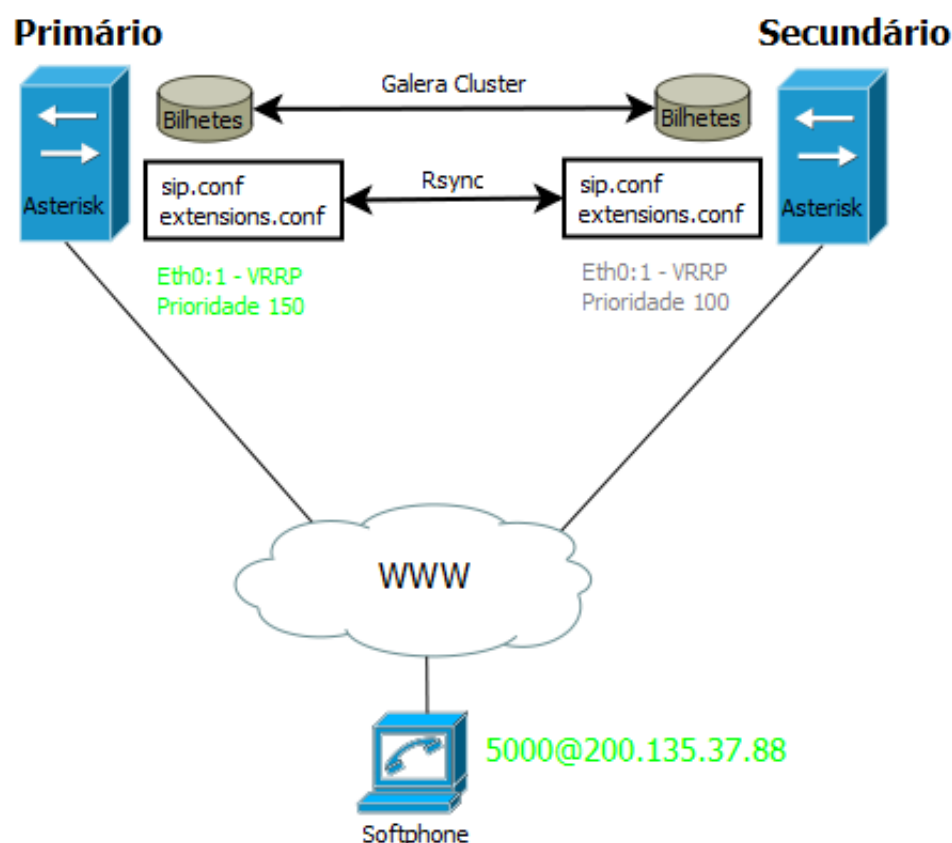 Primário
Secundário
Galera Cluster
Bilhetes
Bilhetes
Rsync
sip.conf
extensions.conf
sip.conf
extensions.conf
Asterisk
Asterisk
Eth0:1 - VRRP
Prioridade 150
Eth0:1 - VRRP
Prioridade 100
WWW
5000@200.135.37.88
Softphone